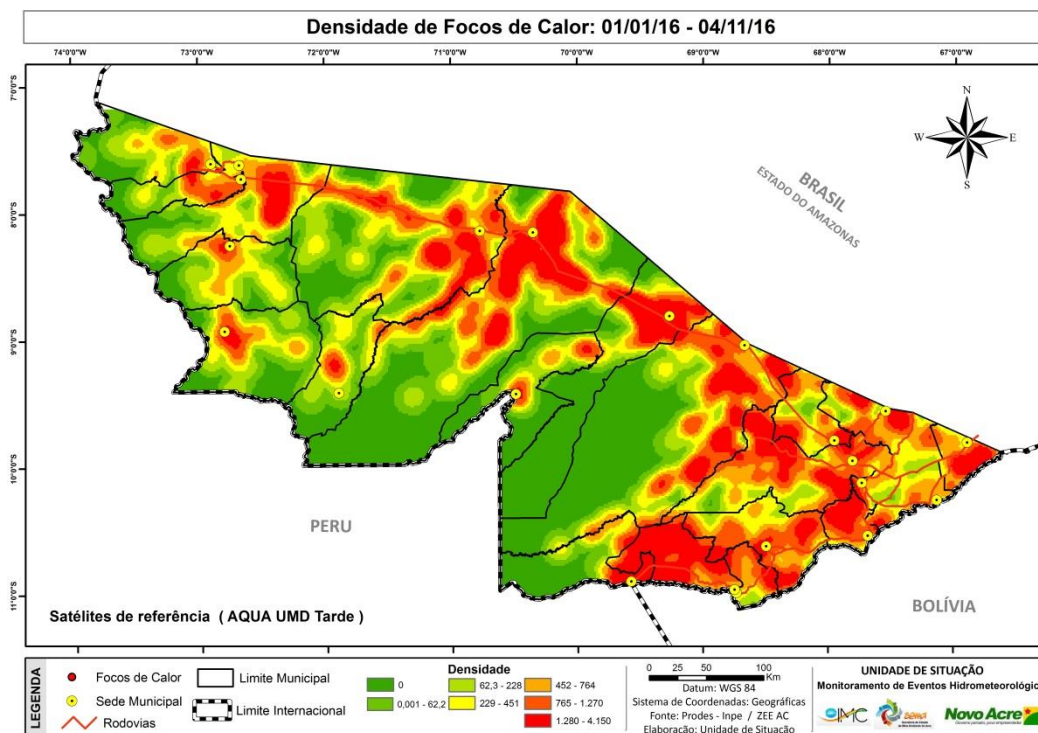 Densidade de Focos de Calor: 01/01/16 - 04/11/16
74°0'0"W 73°0'0"W 72°0'0"W 71°0'0"W 70°0'0"W 69°0'0"W 68°0'0"W 67°0'0"W
7°0'0"S
8°0'0"S
9°0'0"S
10°0'0"S
11°0'0"S
N
W E
S
BRASIL
ESTADO DO AMAZONAS
PERU
BOLÍVIA
Satélites de referência ( AQUA UMD Tarde )
LEGENDA
Focos de Calor
Sede Municipal
Rodovias
Limite Municipal
Limite Internacional
Densidade
0
0,001 - 62,2
62,3 - 228
229 - 451
452 - 764
765 - 1.270
1.280 - 4.150
0 25 50 100
Km
Datum: WGS 84
Sistema de Coordenadas: Geográficas
Fonte: Prodes - Inpe / ZEE AC
Elaboração: Unidade de Situação
UNIDADE DE SITUAÇÃO
Monitoramento de Eventos Hidrometeorológic
IMC
SEMA
Novo Acre